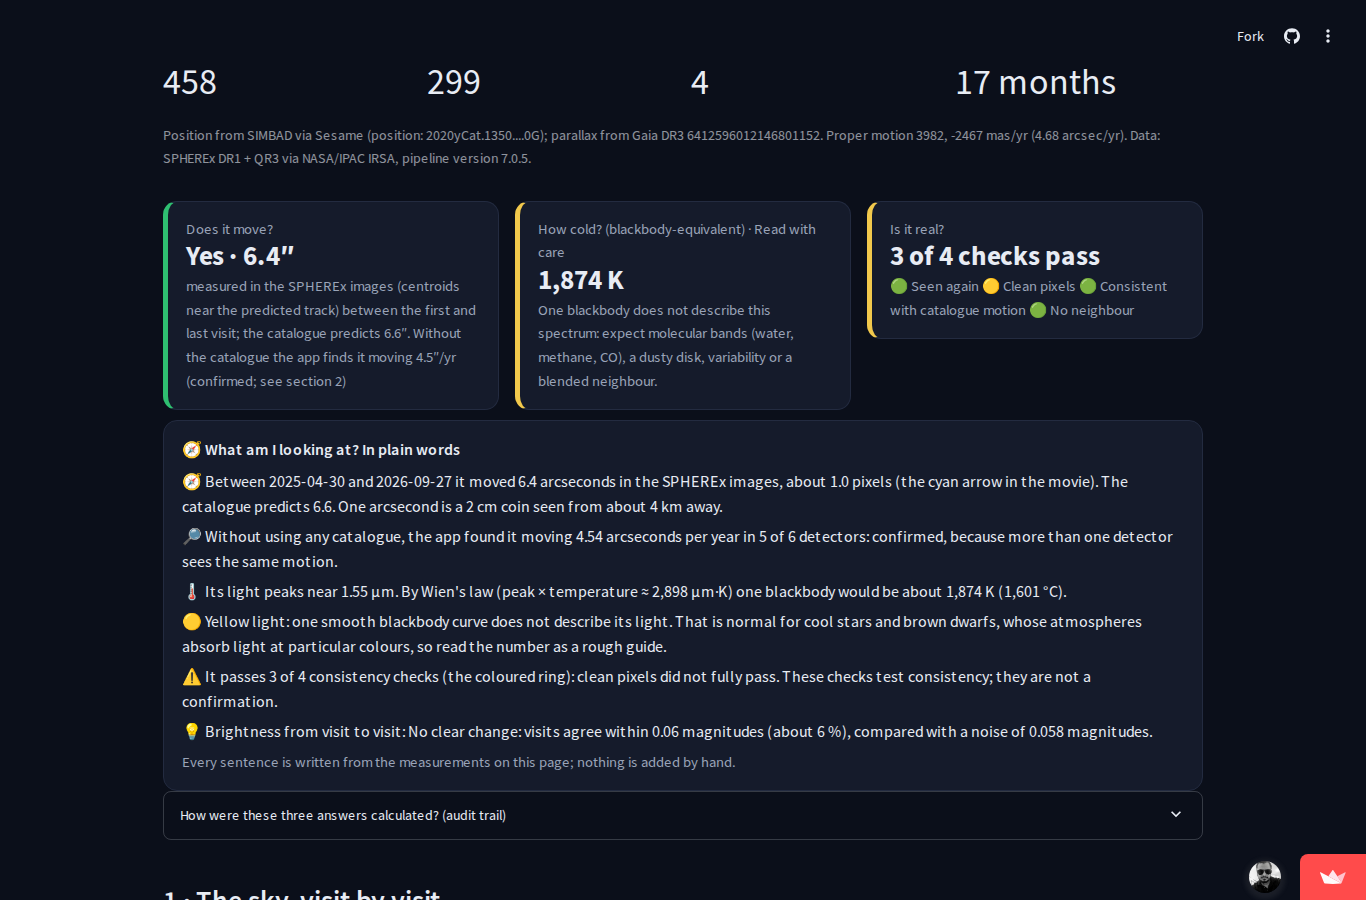 Fork
458 299 4 17 months
Position from SIMBAD via Sesame (position: 2020yCat.1350....0G); parallax from Gaia DR3 6412596012146801152. Proper motion 3982, -2467 mas/yr (4.68 arcsec/yr). Data:
SPHEREx DR1 + QR3 via NASA/IPAC IRSA, pipeline version 7.0.5.
Does it move?
Yes · 6.4″
measured in the SPHEREx images (centroids
near the predicted track) between the first and
last visit; the catalogue predicts 6.6″. Without
the catalogue the app finds it moving 4.5″/yr
(confirmed; see section 2)
How cold? (blackbody-equivalent) · Read with
care
1,874 K
One blackbody does not describe this
spectrum: expect molecular bands (water,
methane, CO), a dusty disk, variability or a
blended neighbour.
Is it real?
3 of 4 checks pass
🟢 Seen again 🟡 Clean pixels 🟢 Consistent
with catalogue motion 🟢 No neighbour
🧭 What am I looking at? In plain words
🧭 Between 2025-04-30 and 2026-09-27 it moved 6.4 arcseconds in the SPHEREx images, about 1.0 pixels (the cyan arrow in the movie). The
catalogue predicts 6.6. One arcsecond is a 2 cm coin seen from about 4 km away.
🔎 Without using any catalogue, the app found it moving 4.54 arcseconds per year in 5 of 6 detectors: confirmed, because more than one detector
sees the same motion.
🌡️ Its light peaks near 1.55 µm. By Wien's law (peak × temperature ≈ 2,898 µm·K) one blackbody would be about 1,874 K (1,601 °C).
🟡 Yellow light: one smooth blackbody curve does not describe its light. That is normal for cool stars and brown dwarfs, whose atmospheres
absorb light at particular colours, so read the number as a rough guide.
⚠️ It passes 3 of 4 consistency checks (the coloured ring): clean pixels did not fully pass. These checks test consistency; they are not a
confirmation.
💡 Brightness from visit to visit: No clear change: visits agree within 0.06 magnitudes (about 6 %), compared with a noise of 0.058 magnitudes.
Every sentence is written from the measurements on this page; nothing is added by hand.
How were these three answers calculated? (audit trail)
1 · The sky, visit by visit